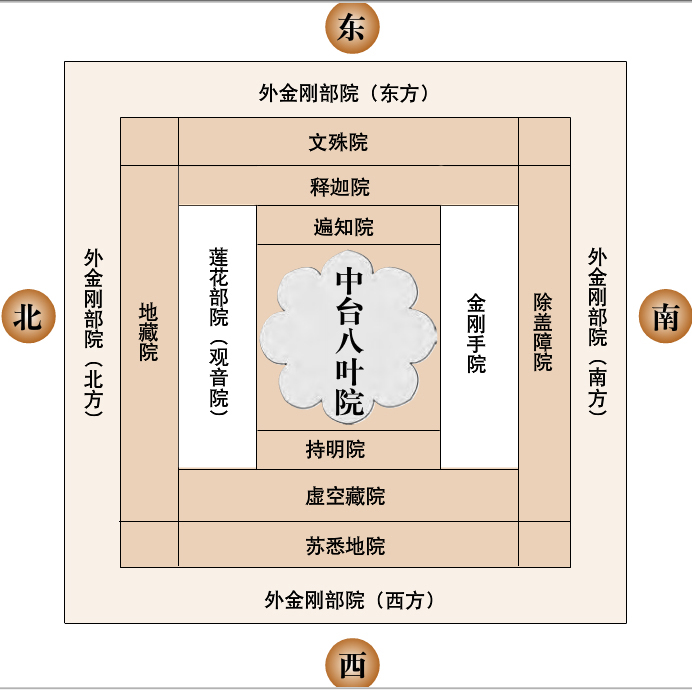 东
外金刚部院（东方）
文殊院
释迦院
遍知院
北
外金刚部院（北方）
地藏院
莲花部院（观音院）
中台八叶院
金刚手院
除盖障院
外金刚部院（南方）
南
持明院
虚空藏院
苏悉地院
外金刚部院（西方）
西